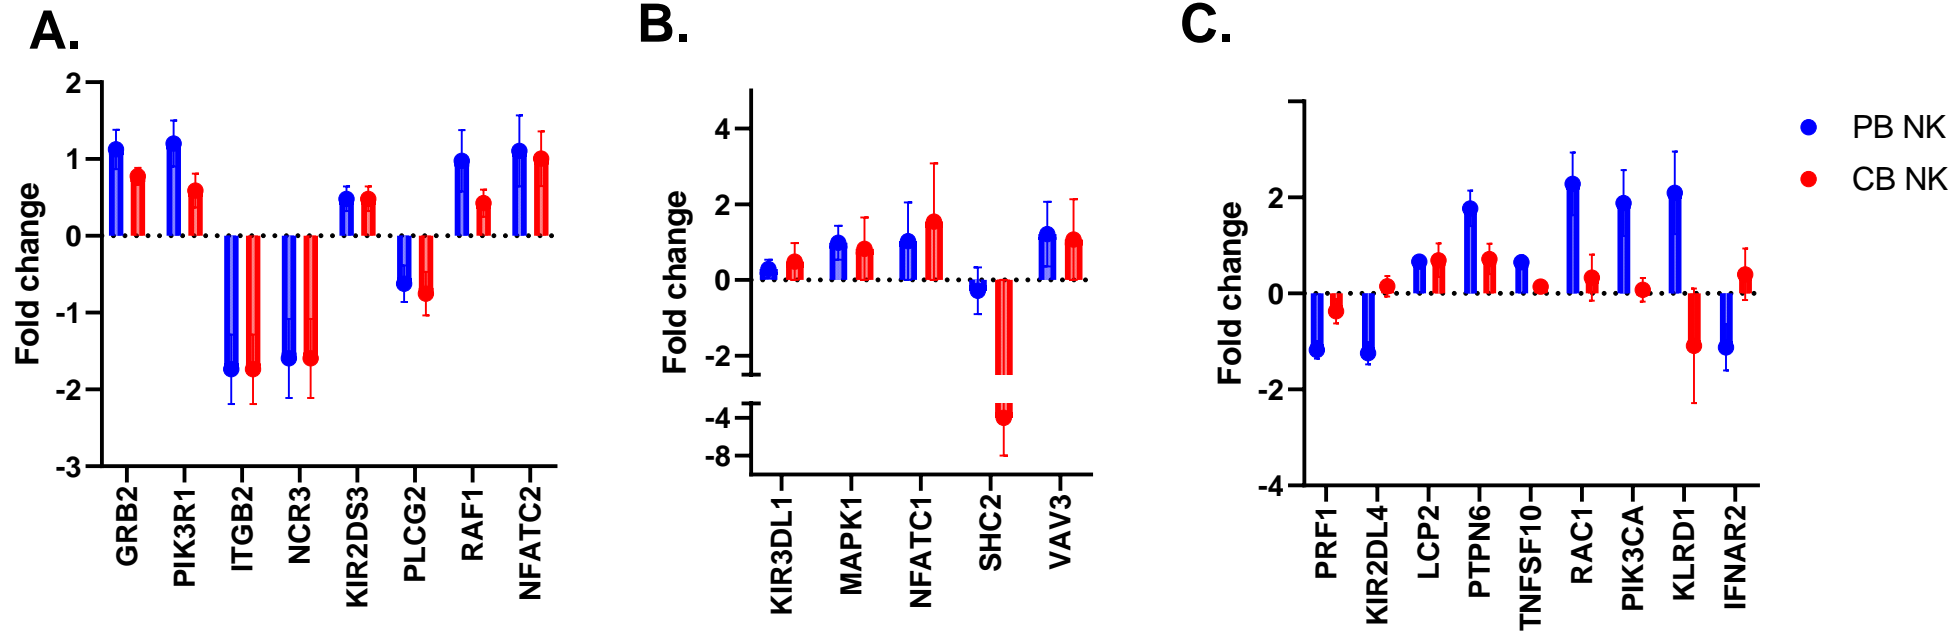 A.
Fold change
2
1
0
-1
-2
-3
GRB2
PIK3R1
ITGB2
NCR3
KIR2DS3
PLCG2
RAF1
NFATC2
B.
Fold change
4
2
0
-2
-4
-8
KIR3DL1
MAPK1
NFATC1
SHC2
VAV3
C.
Fold change
2
0
-2
-4
PRF1
KIR2DL4
LCP2
PTPN6
TNFSF10
RAC1
PIK3CA
KLRD1
IFNAR2
PB NK
CB NK